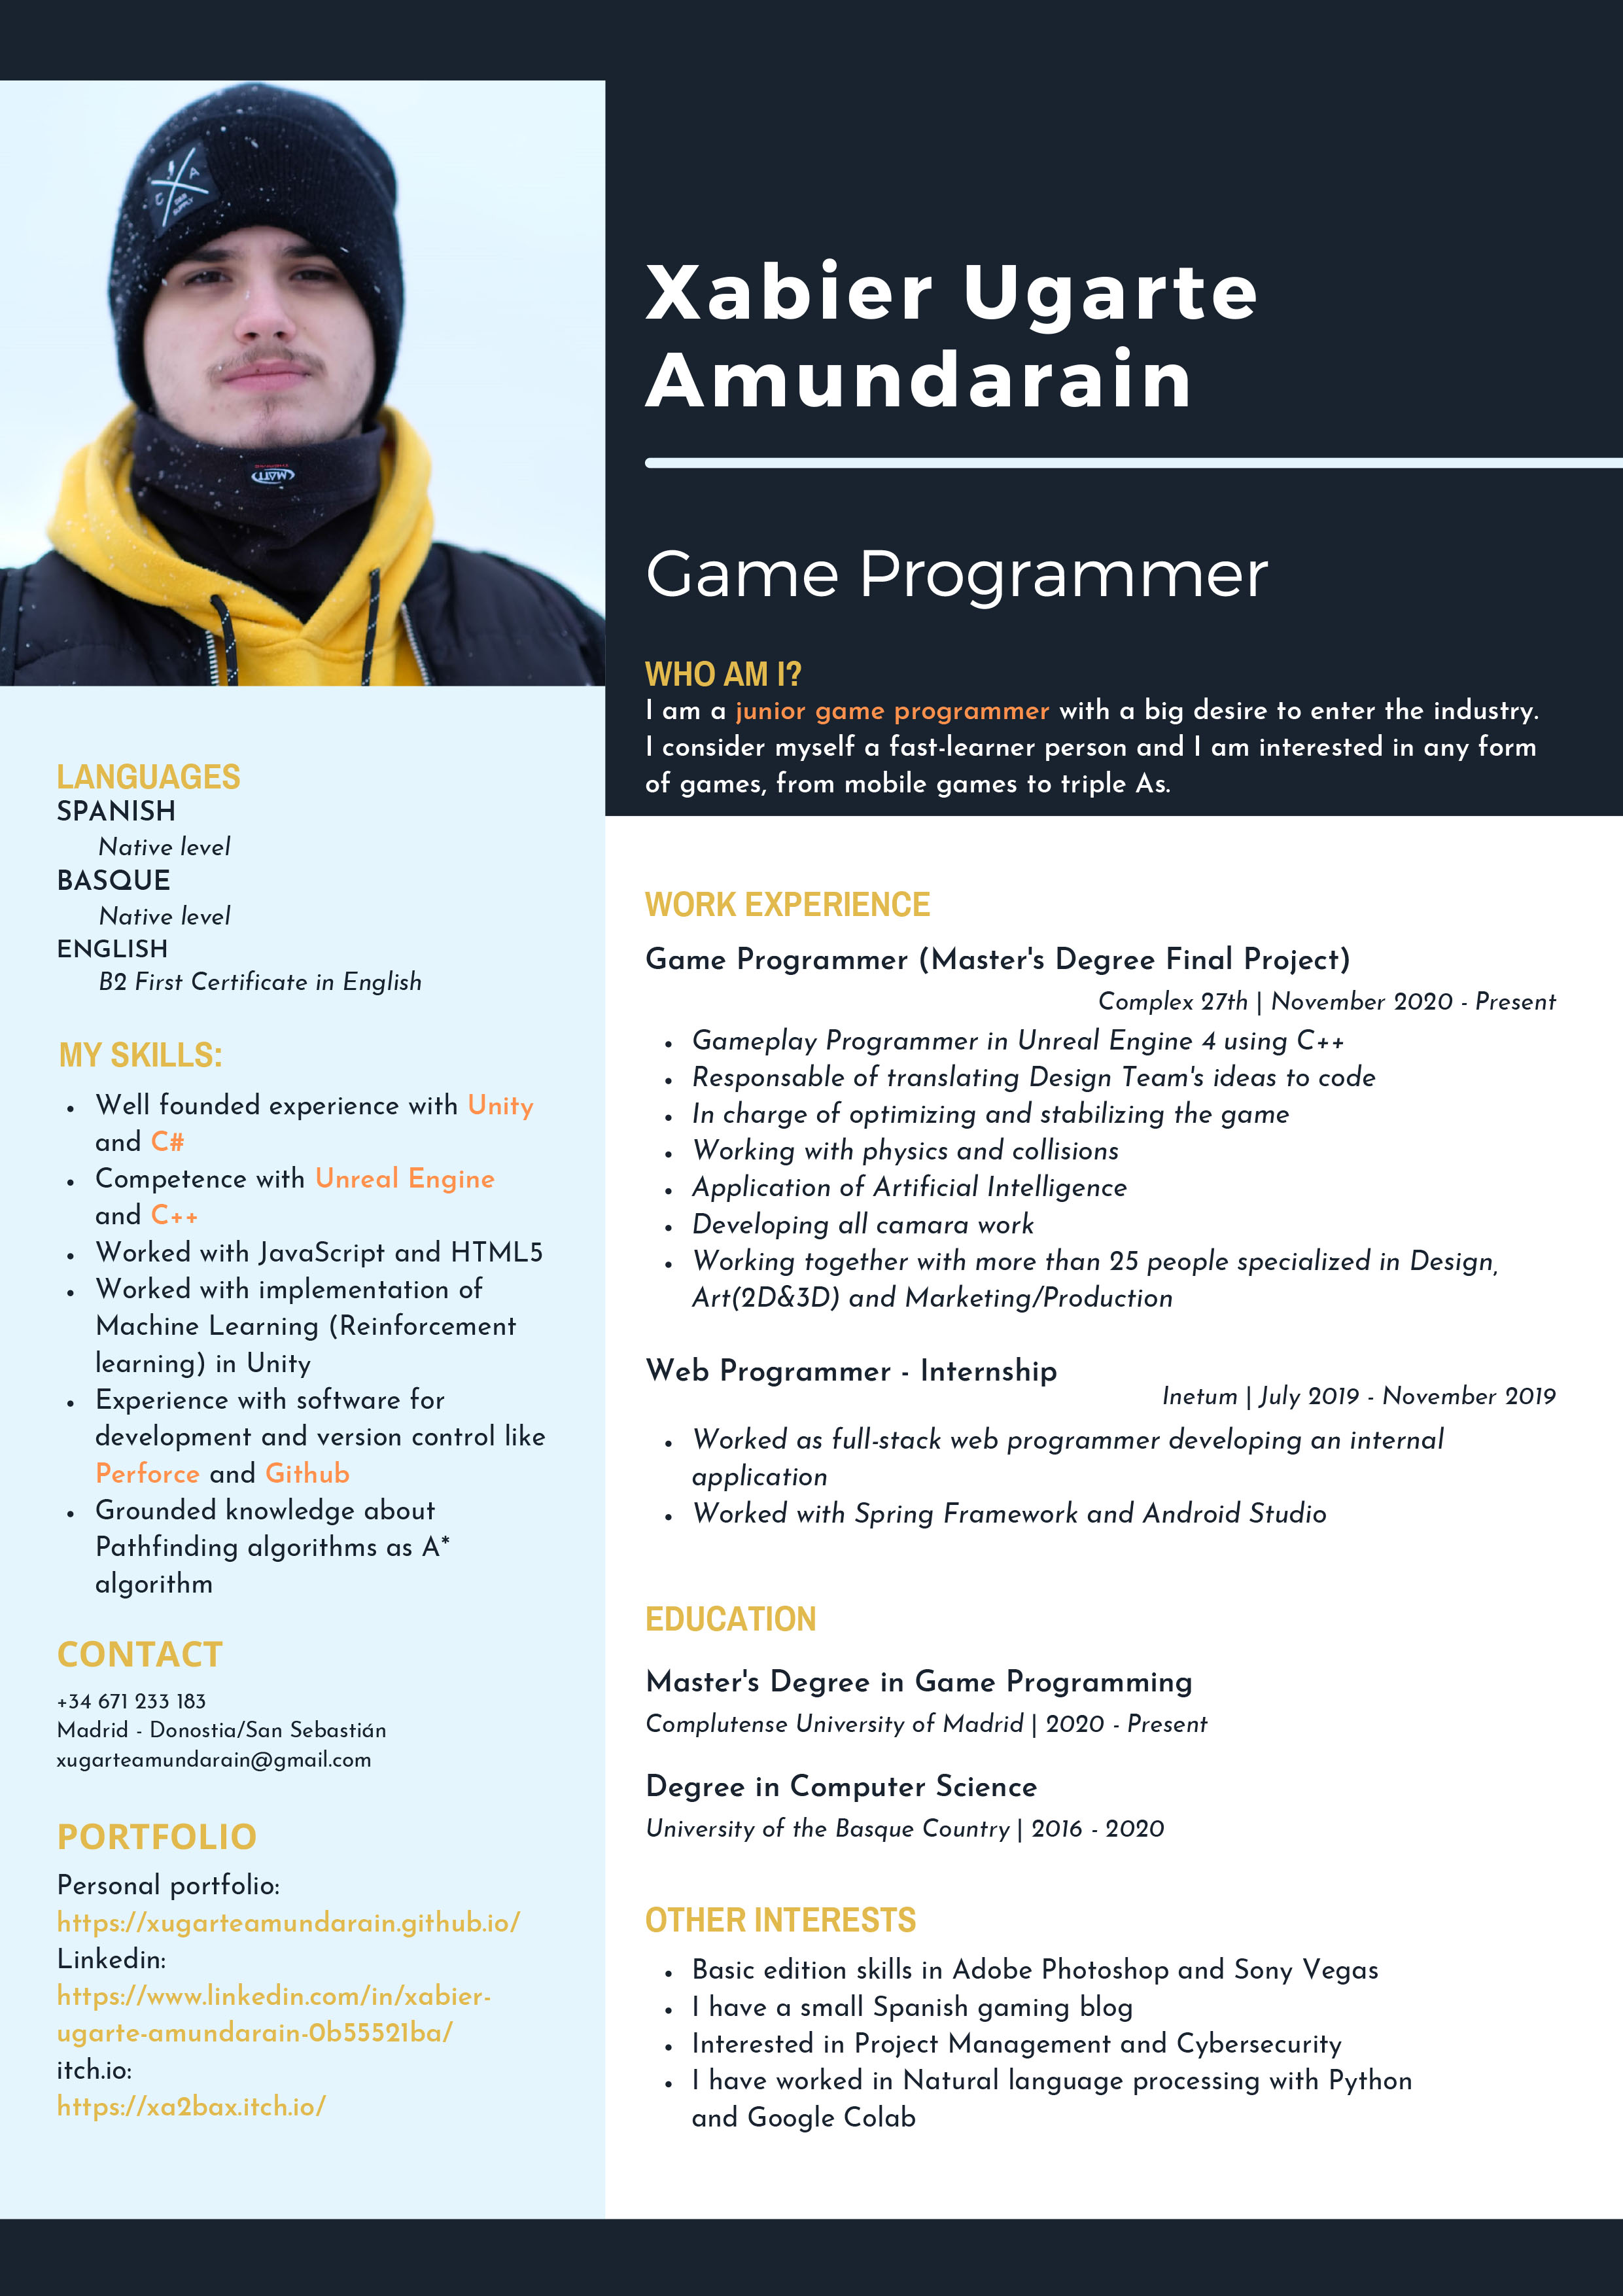 Xabier Ugarte
Amundarain
Game Programmer
WHO AM I?
I am a junior game programmer with a big desire to enter the industry.
I consider myself a fast-learner person and I am interested in any form
of games, from mobile games to triple As.
LANGUAGES
SPANISH
Native level
BASQUE
Native level
ENGLISH
B2 First Certificate in English
MY SKILLS:
• Well founded experience with Unity
and C#
• Competence with Unreal Engine
and C++
• Worked with JavaScript and HTML5
• Worked with implementation of
Machine Learning (Reinforcement
learning) in Unity
• Experience with software for
development and version control like
Perforce and Github
• Grounded knowledge about
Pathfinding algorithms as A*
algorithm
CONTACT
+34 671 233 183
Madrid - Donostia/San Sebastián
xugarteamundarain@gmail.com
PORTFOLIO
Personal portfolio:
https://xugarteamundarain.github.io/
Linkedin:
https://www.linkedin.com/in/xabier-
ugarte-amundarain-0b55521ba/
itch.io:
https://xa2bax.itch.io/
WORK EXPERIENCE
Game Programmer (Master's Degree Final Project)
Complex 27th | November 2020 - Present
• Gameplay Programmer in Unreal Engine 4 using C++
• Responsable of translating Design Team's ideas to code
• In charge of optimizing and stabilizing the game
• Working with physics and collisions
• Application of Artificial Intelligence
• Developing all camara work
• Working together with more than 25 people specialized in Design,
Art(2D&3D) and Marketing/Production
Web Programmer - Internship
Inetum | July 2019 - November 2019
• Worked as full-stack web programmer developing an internal
application
• Worked with Spring Framework and Android Studio
EDUCATION
Master's Degree in Game Programming
Complutense University of Madrid | 2020 - Present
Degree in Computer Science
University of the Basque Country | 2016 - 2020
OTHER INTERESTS
• Basic edition skills in Adobe Photoshop and Sony Vegas
• I have a small Spanish gaming blog
• Interested in Project Management and Cybersecurity
• I have worked in Natural language processing with Python
and Google Colab
C A
SUPPLY
MATT